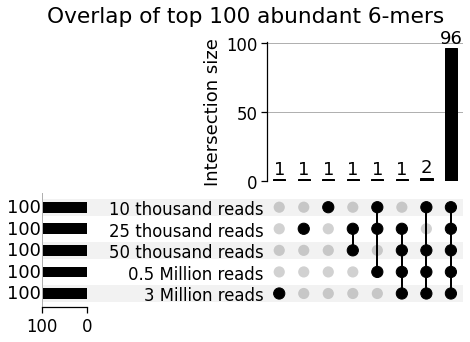 Overlap of top 100 abundant 6-mers
96
100
Intersection size
50
1 1 1 1 1 1 2
0
100 10 thousand reads
100 25 thousand reads
100 50 thousand reads
100 0.5 Million reads
100 3 Million reads
100 0